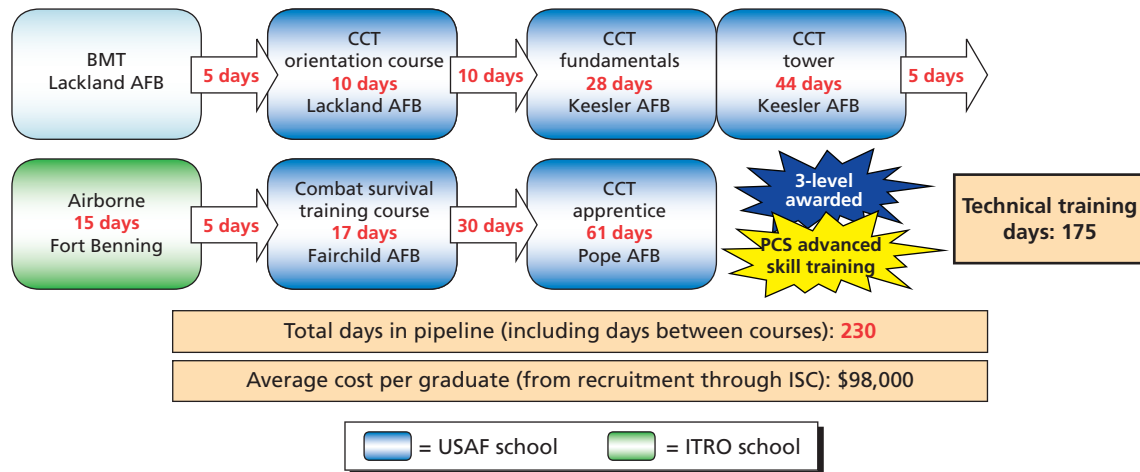 BMT
Lackland AFB
5 days
CCT
orientation course
10 days
Lackland AFB
10 days
CCT
fundamentals
28 days
Keesler AFB
CCT
tower
44 days
Keesler AFB
5 days
Airborne
15 days
Fort Benning
5 days
Combat survival
training course
17 days
Fairchild AFB
30 days
CCT
apprentice
61 days
Pope AFB
3-level
awarded
PCS advanced
skill training
Technical training
days: 175
Total days in pipeline (including days between courses): 230
Average cost per graduate (from recruitment through ISC): $98,000
= USAF school
= ITRO school